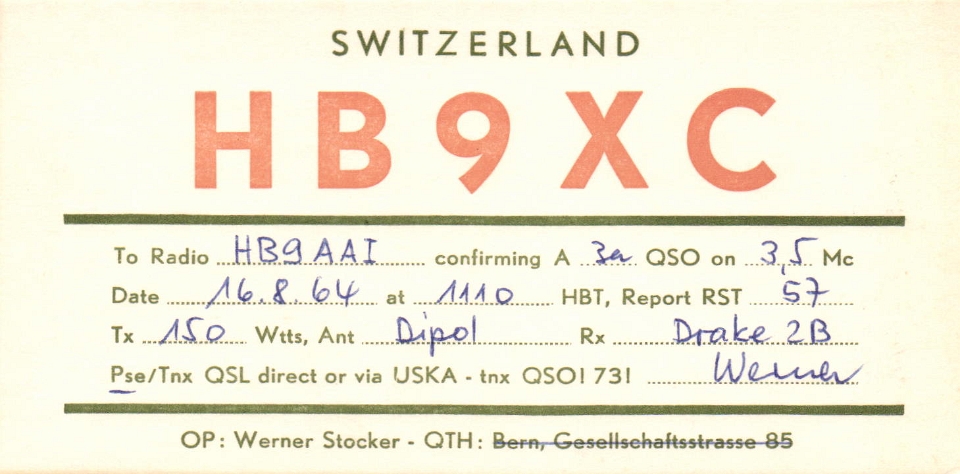 SWITZERLAND
HB9XC
To Radio HB9AAI confirming A 3a QSO on 3,5 Mc
Date 16.8.64 at 1110 HBT, Report RST 57
Tx 150 Wtts, Ant Dipol Rx Drake 2B
Pse/Tnx QSL direct or via USKA - tnx QSO! 73! Werner
OP: Werner Stocker - QTH: Bern, Gesellschaftsstrasse 85